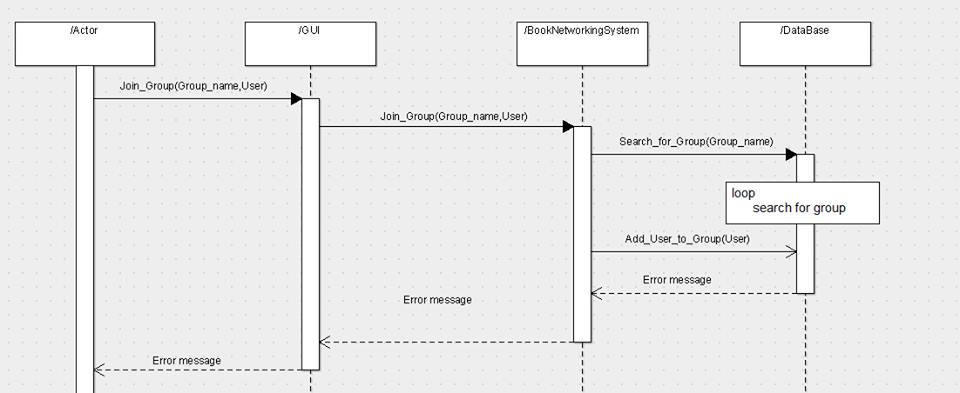 /Actor
/GUI
/BookNetworkingSystem
/DataBase
Join_Group(Group_name,User)
Join_Group(Group_name,User)
Search_for_Group(Group_name)
loop
search for group
Add_User_to_Group(User)
Error message
Error message
Error message